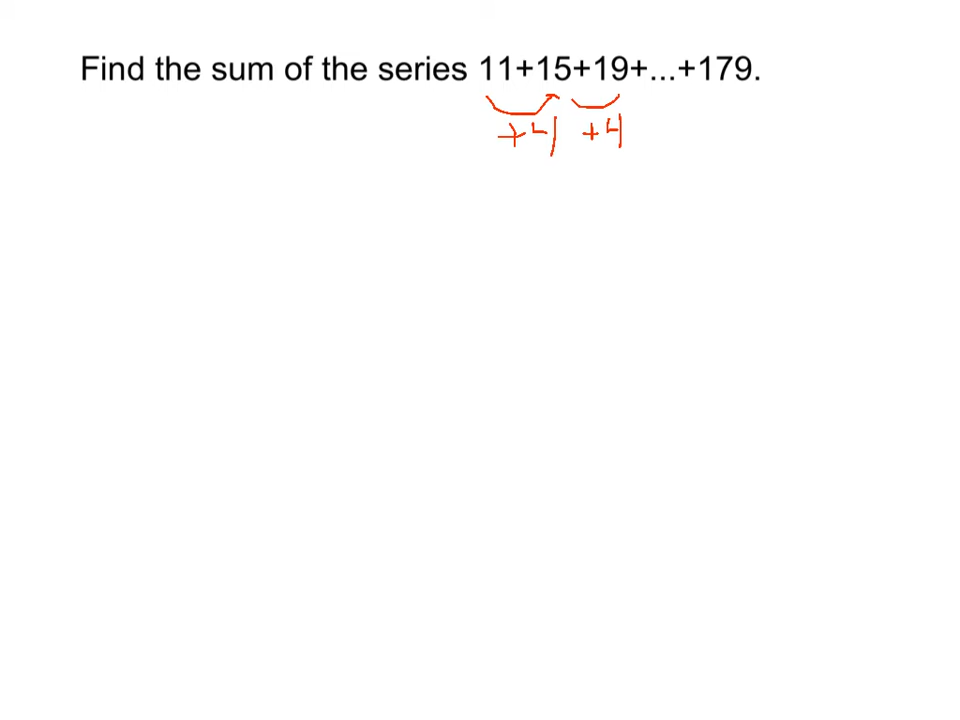 Find the sum of the series 11+15+19+...+179.
+4 +4